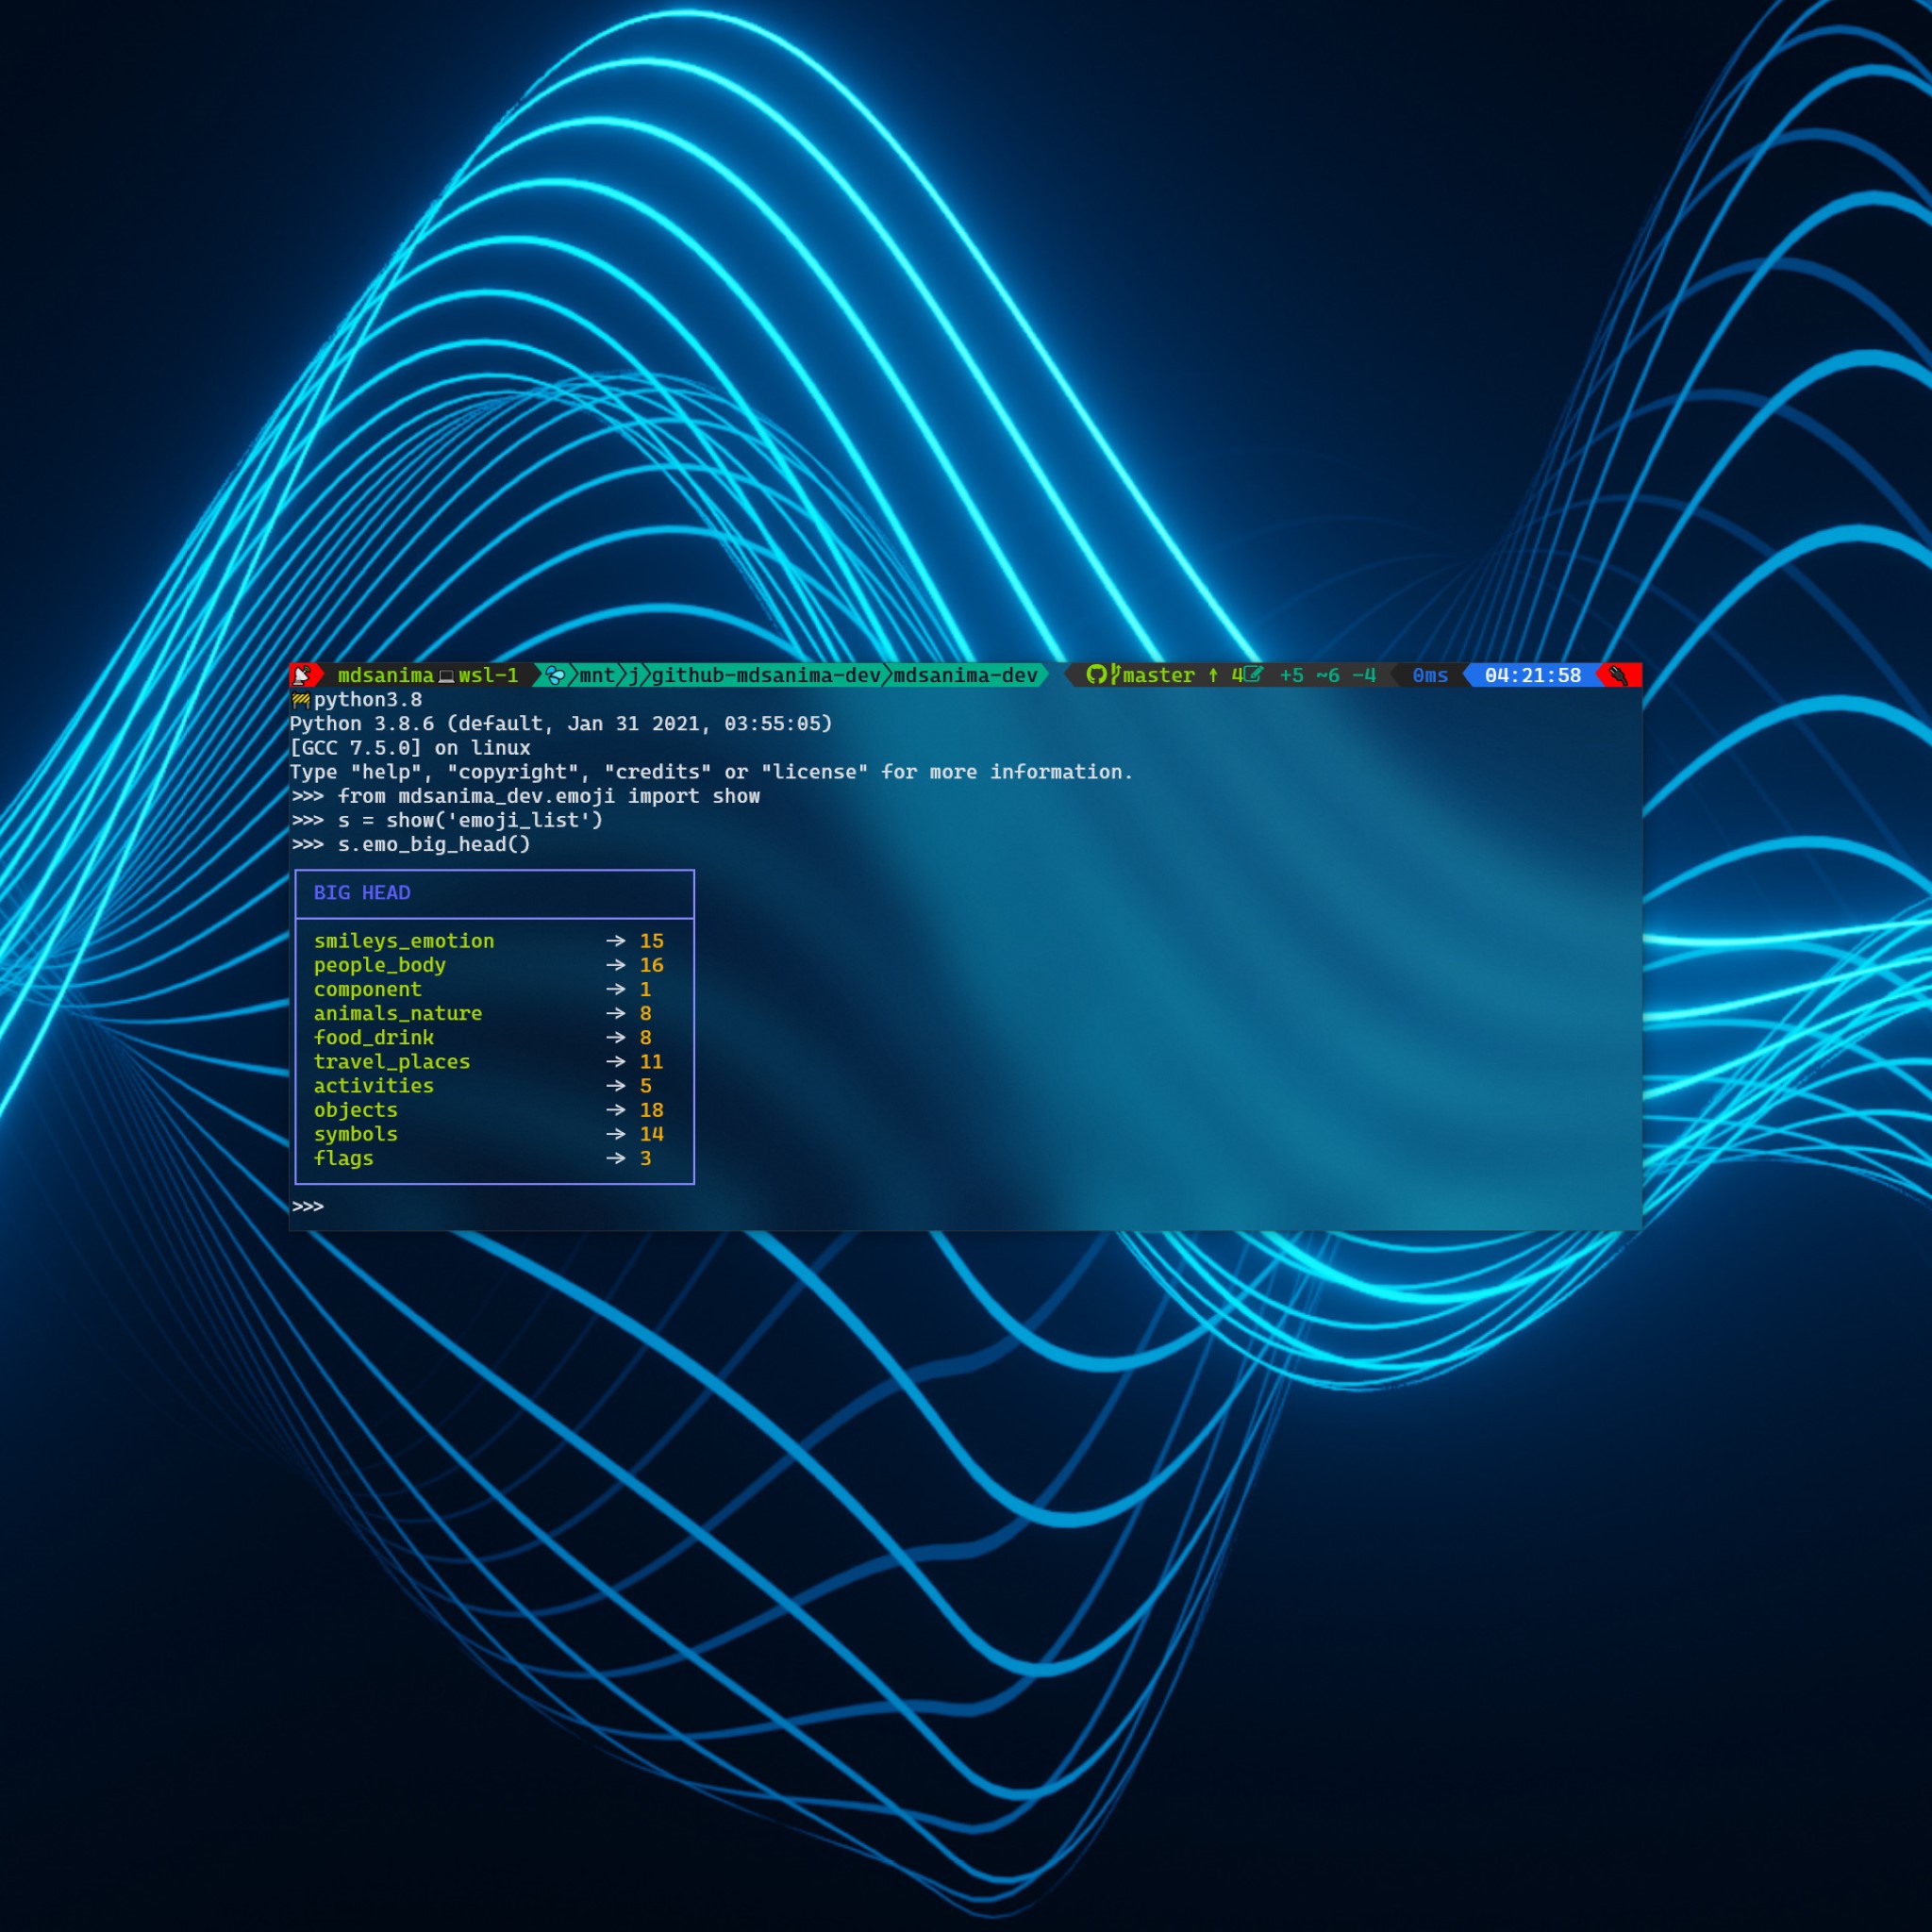 mdsanima wsl-1 mnt j github-mdsanima-dev mdsanima-dev master ↑ 4 +5 ~6 -4 0ms 04:21:58
python3.8
Python 3.8.6 (default, Jan 31 2021, 03:55:05)
[GCC 7.5.0] on linux
Type "help", "copyright", "credits" or "license" for more information.
>>> from mdsanima_dev.emoji import show
>>> s = show('emoji_list')
>>> s.emo_big_head()
BIG HEAD
smileys_emotion → 15
people_body → 16
component → 1
animals_nature → 8
food_drink → 8
travel_places → 11
activities → 5
objects → 18
symbols → 14
flags → 3
>>>